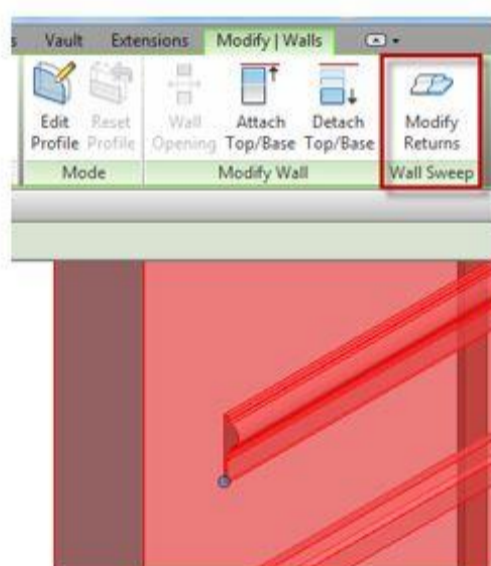 s Vault Extensions Modify | Walls
Edit Profile
Reset Profile
Wall Opening
Attach Top/Base
Detach Top/Base
Modify Returns
Mode
Modify Wall
Wall Sweep